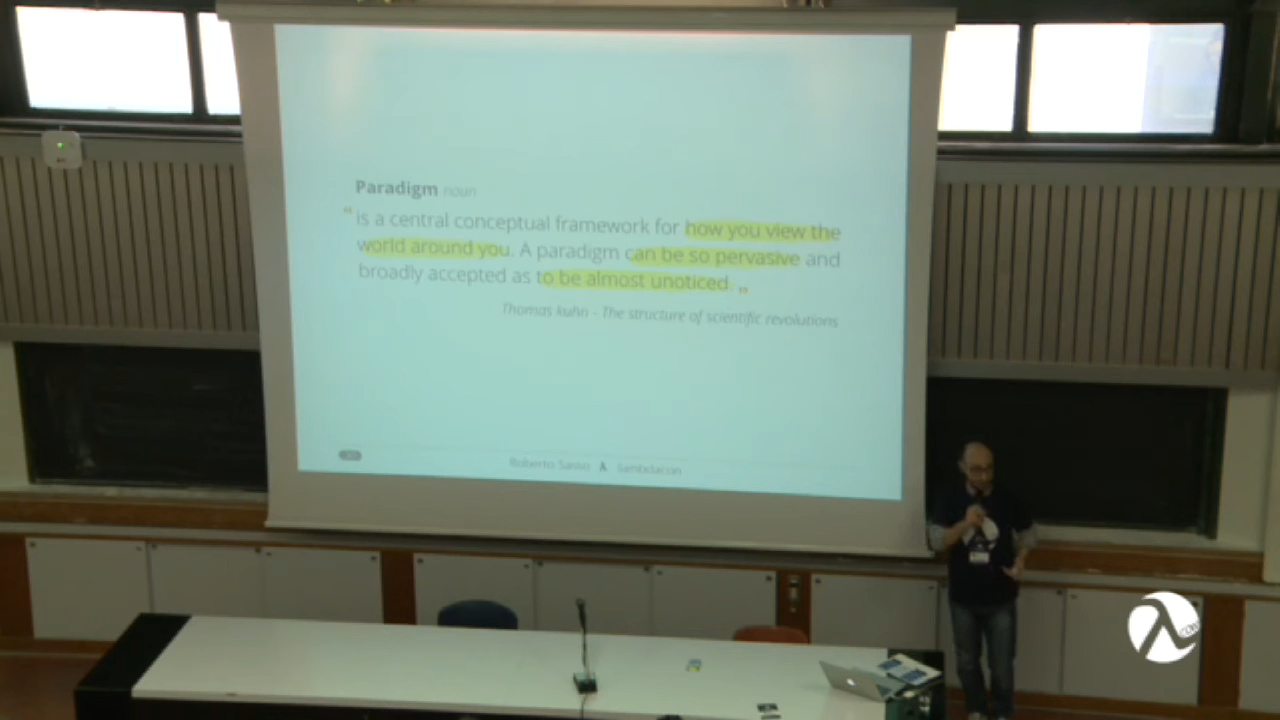 Paradigm noun
" is a central conceptual framework for how you view the
world around you. A paradigm can be so pervasive and
broadly accepted as to be almost unoticed. "
Thomas kuhn - The structure of scientific revolutions
Roberto Sasso λ lambdacon
λ con